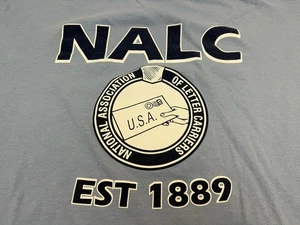 NALC
NATIONAL ASSOCIATION
OF LETTER CARRIERS
U.S.A.
EST 1889